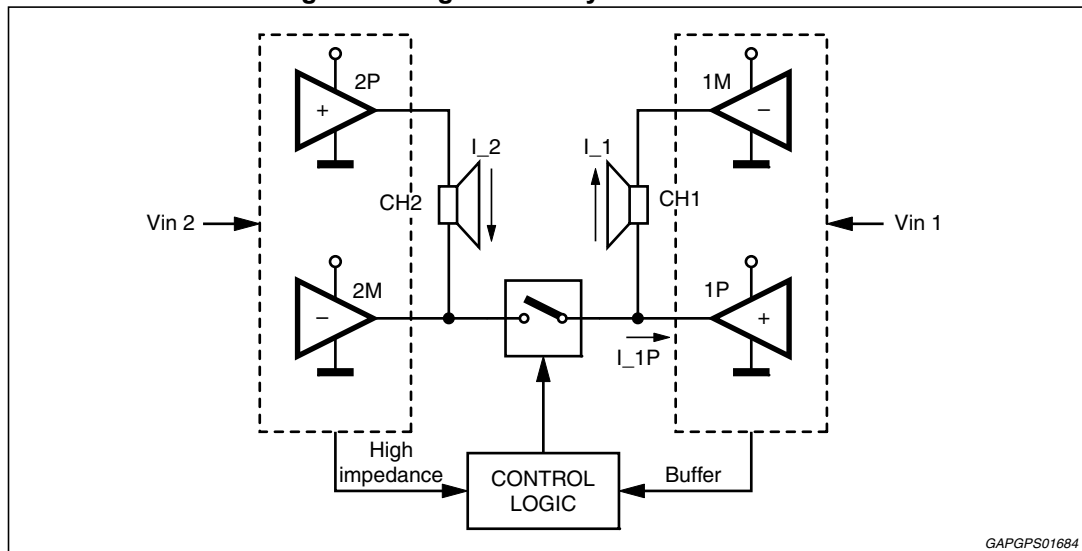 2P
1M
+
−
I_2
I_1
CH2
CH1
Vin 2
Vin 1
2M
1P
−
+
I_1P
High
impedance
CONTROL
LOGIC
Buffer
GAPGPS01684